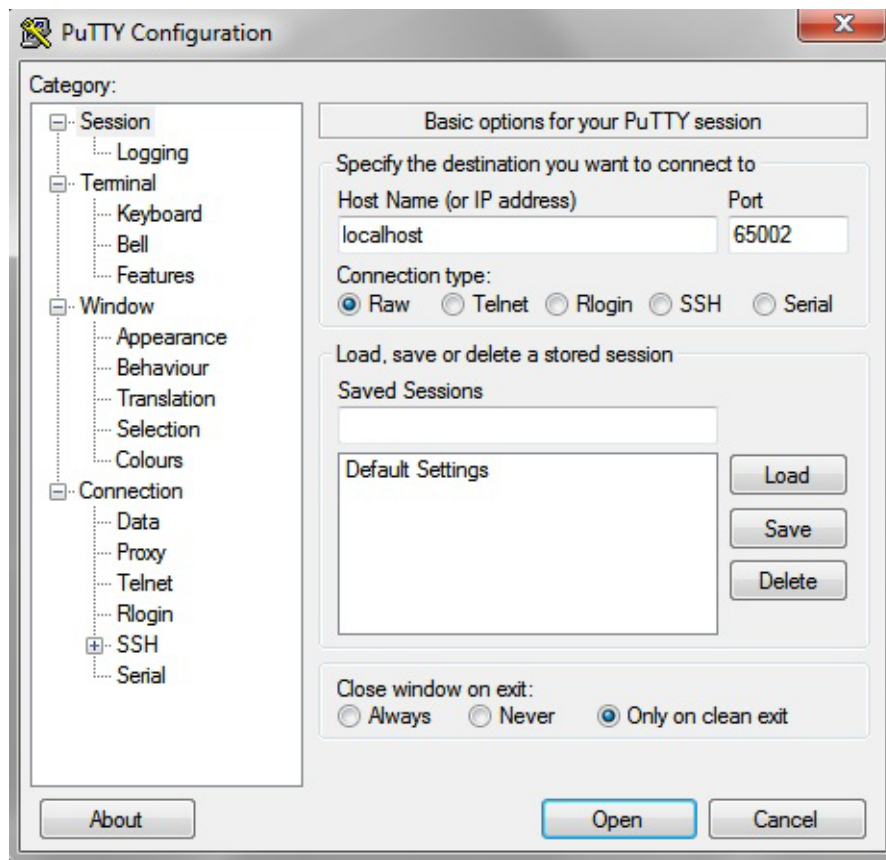 PuTTY Configuration
Category:
Session
Logging
Terminal
Keyboard
Bell
Features
Window
Appearance
Behaviour
Translation
Selection
Colours
Connection
Data
Proxy
Telnet
Rlogin
SSH
Serial
Basic options for your PuTTY session
Specify the destination you want to connect to
Host Name (or IP address) Port
localhost 65002
Connection type:
Raw Telnet Rlogin SSH Serial
Load, save or delete a stored session
Saved Sessions
Default Settings
Load
Save
Delete
Close window on exit:
Always Never Only on clean exit
About Open Cancel